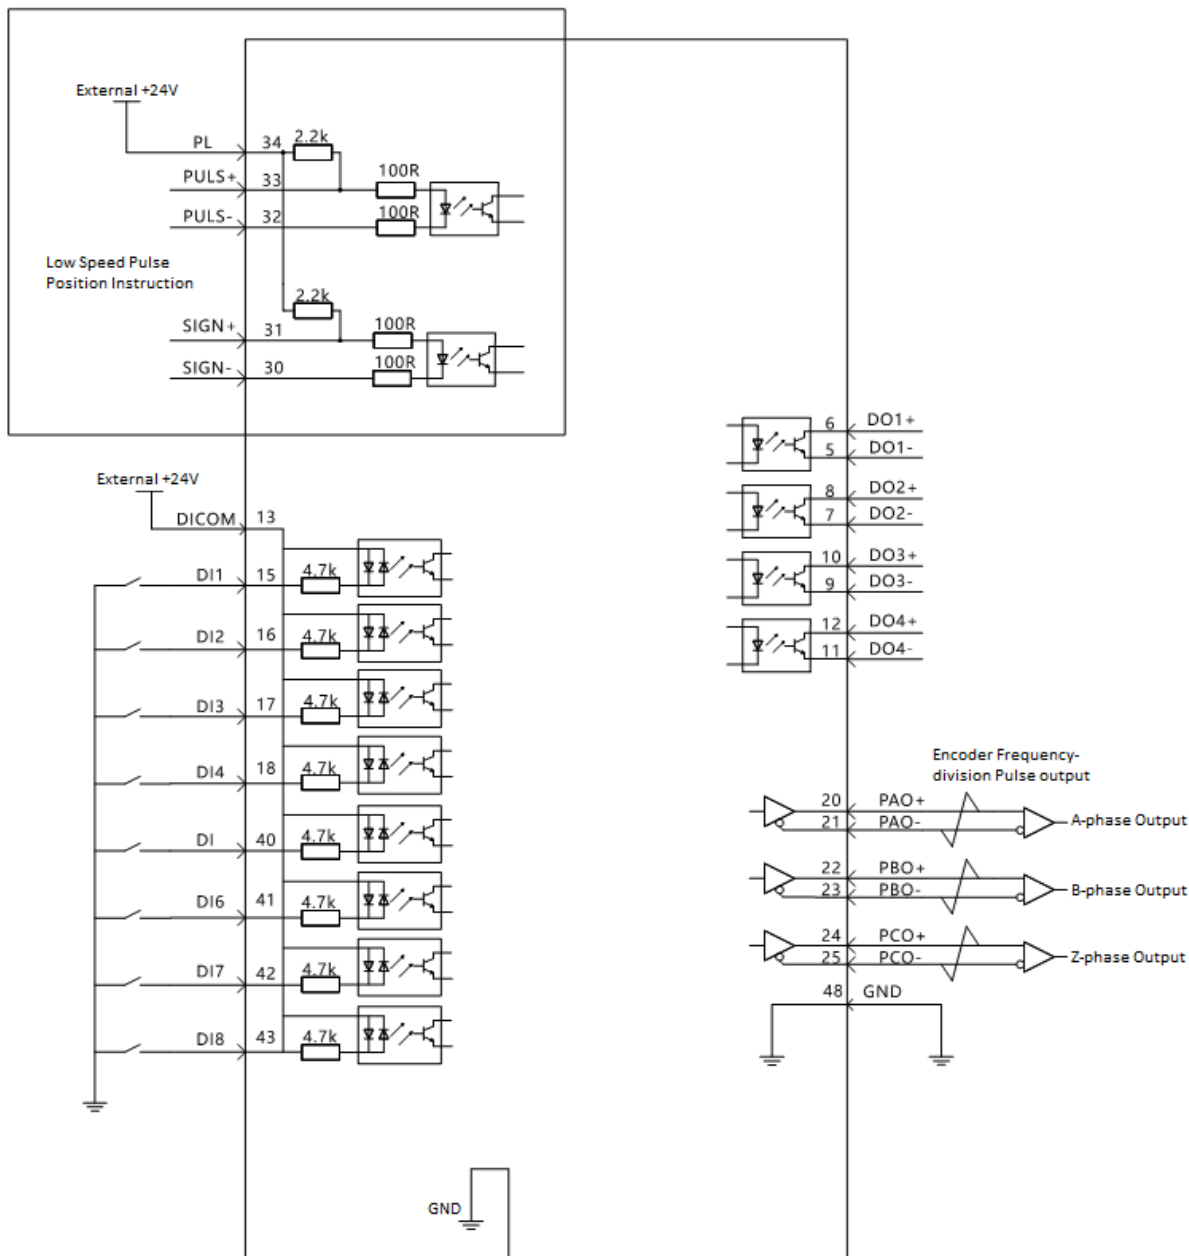 External +24V
PL 34 2.2k
PULS+ 33 100R
PULS- 32 100R
Low Speed Pulse
Position Instruction
2.2k
SIGN+ 31 100R
SIGN- 30 100R
External +24V
DICOM 13
DI1 15 4.7k
DI2 16 4.7k
DI3 17 4.7k
DI4 18 4.7k
DI 40 4.7k
DI6 41 4.7k
DI7 42 4.7k
DI8 43 4.7k
GND
6 DO1+
5 DO1-
8 DO2+
7 DO2-
10 DO3+
9 DO3-
12 DO4+
11 DO4-
Encoder Frequency-
division Pulse output
20 PAO+
21 PAO-
A-phase Output
22 PBO+
23 PBO-
B-phase Output
24 PCO+
25 PCO-
Z-phase Output
48 GND